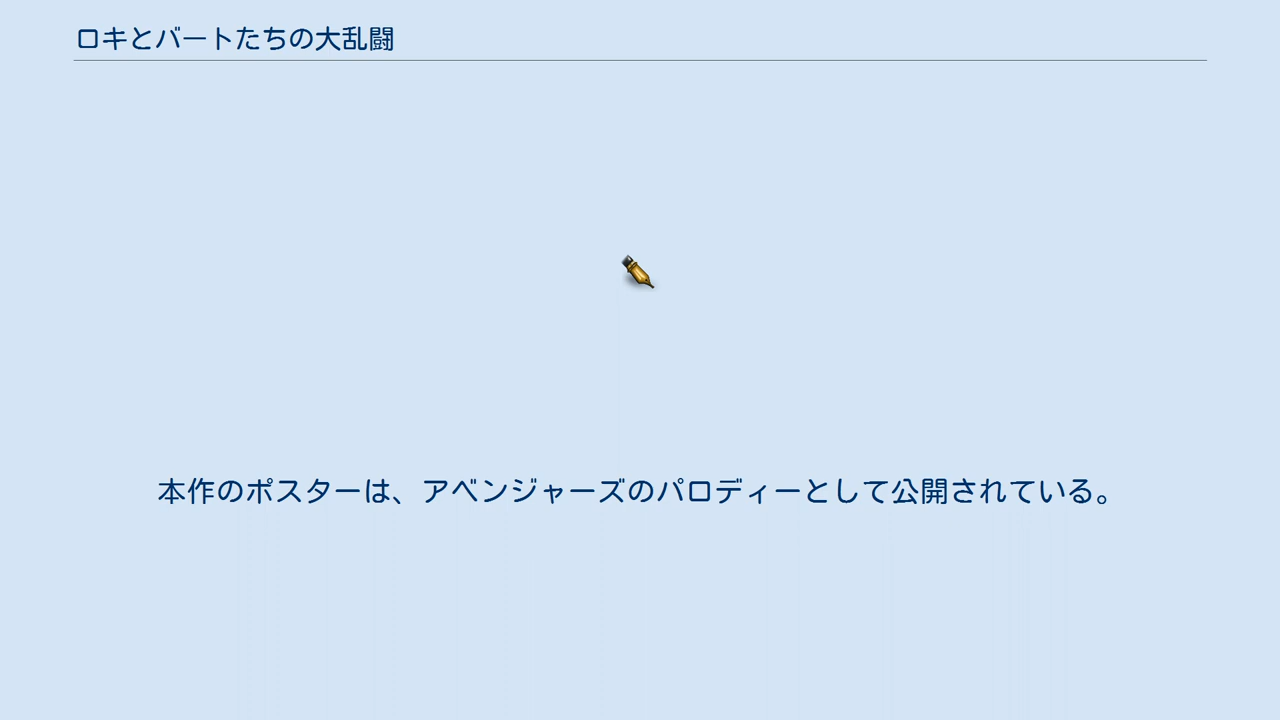 ロキとバートたちの大乱闘
本作のポスターは、アベンジャーズのパロディーとして公開されている。